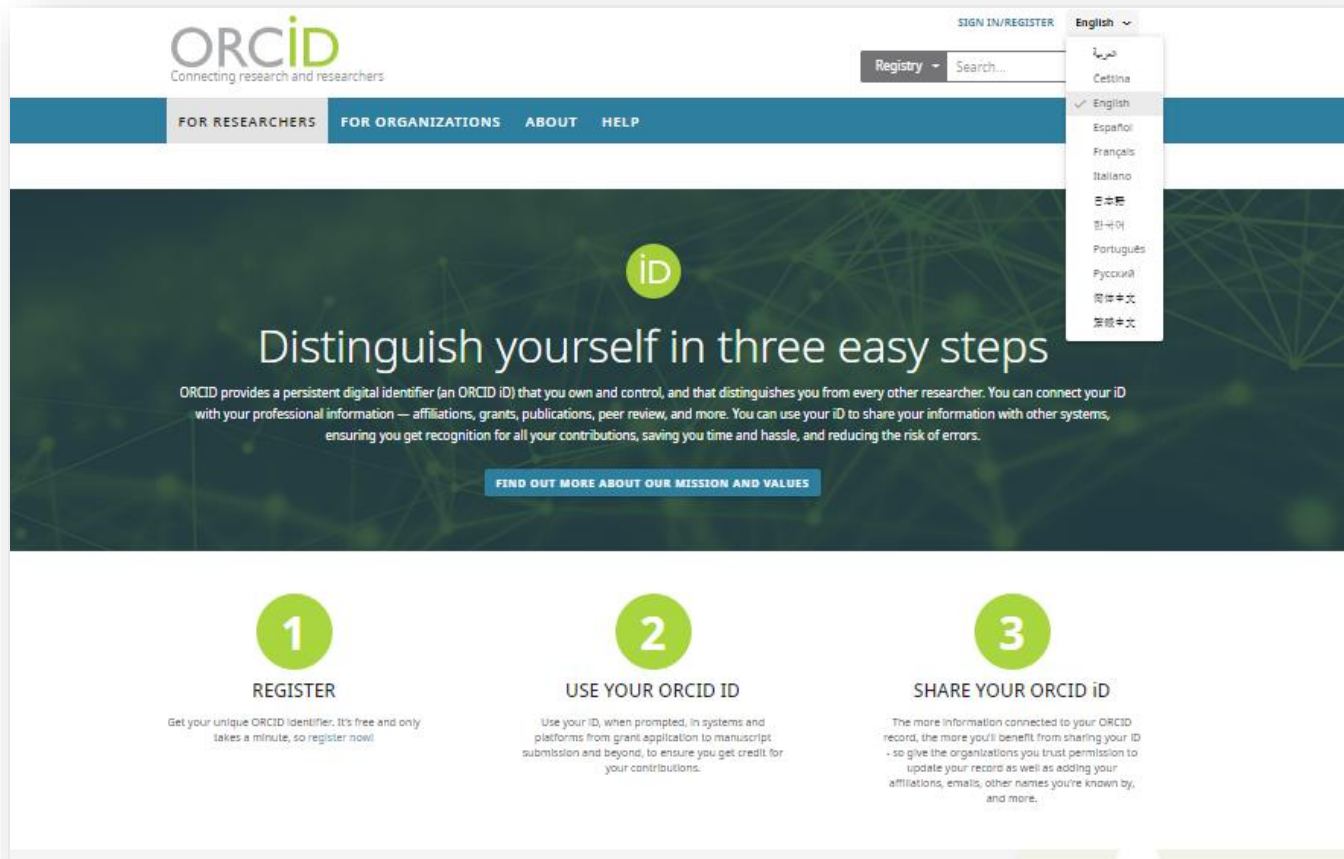 SIGN IN/REGISTER English
ORCID
Connecting research and researchers
Registry Search...
العربية
Čeština
English
Español
Français
Italiano
日本語
한국어
Português
Русский
简体中文
繁體中文
FOR RESEARCHERS FOR ORGANIZATIONS ABOUT HELP
iD
Distinguish yourself in three easy steps
ORCID provides a persistent digital identifier (an ORCID iD) that you own and control, and that distinguishes you from every other researcher. You can connect your iD
with your professional information — affiliations, grants, publications, peer review, and more. You can use your iD to share your information with other systems,
ensuring you get recognition for all your contributions, saving you time and hassle, and reducing the risk of errors.
FIND OUT MORE ABOUT OUR MISSION AND VALUES
1
REGISTER
Get your unique ORCID identifier. It's free and only
takes a minute, so register now!
2
USE YOUR ORCID ID
Use your iD, when prompted, in systems and
platforms from grant application to manuscript
submission and beyond, to ensure you get credit for
your contributions.
3
SHARE YOUR ORCID iD
The more information connected to your ORCID
record, the more you'll benefit from sharing your iD
- so give the organizations you trust permission to
update your record as well as adding your
affiliations, emails, other names you're known by,
and more.